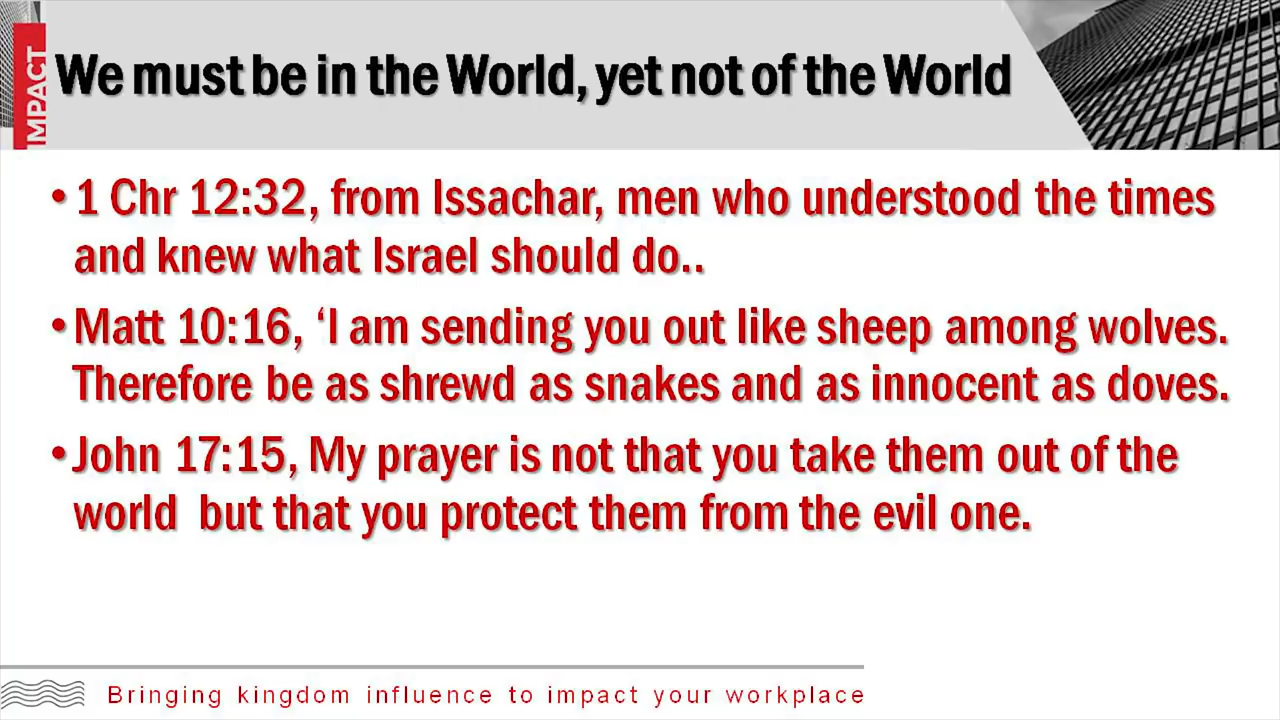 IMPACT
We must be in the World, yet not of the World
• 1 Chr 12:32, from Issachar, men who understood the times
and knew what Israel should do..
• Matt 10:16, ‘I am sending you out like sheep among wolves.
Therefore be as shrewd as snakes and as innocent as doves.
• John 17:15, My prayer is not that you take them out of the
world but that you protect them from the evil one.
Bringing kingdom influence to impact your workplace